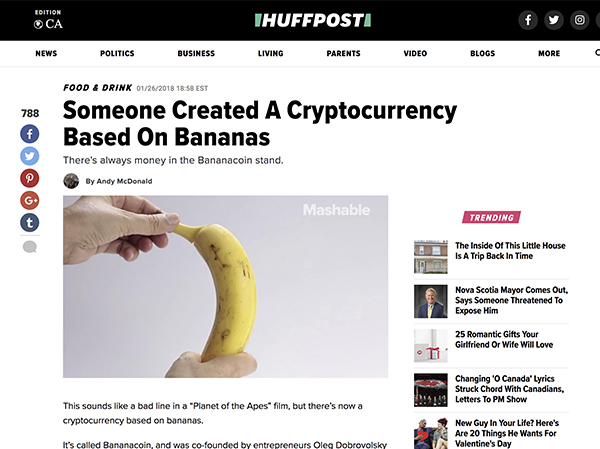 EDITION
CA
HUFFPOST
NEWS
POLITICS
BUSINESS
LIVING
PARENTS
VIDEO
BLOGS
MORE
FOOD & DRINK 01/26/2018 18:58 EST
788
Someone Created A Cryptocurrency
Based On Bananas
There's always money in the Bananacoin stand.
By Andy McDonald
Mashable
This sounds like a bad line in a "Planet of the Apes" film, but there's now a
cryptocurrency based on bananas.
It's called Bananacoin, and was co-founded by entrepreneurs Oleg Dobrovolsky
TRENDING
The Inside Of This Little House
Is A Trip Back In Time
Nova Scotia Mayor Comes Out,
Says Someone Threatened To
Expose Him
25 Romantic Gifts Your
Girlfriend Or Wife Will Love
Changing 'O Canada' Lyrics
Struck Chord With Canadians,
Letters To PM Show
New Guy In Your Life? Here's
Are 20 Things He Wants For
Valentine's Day